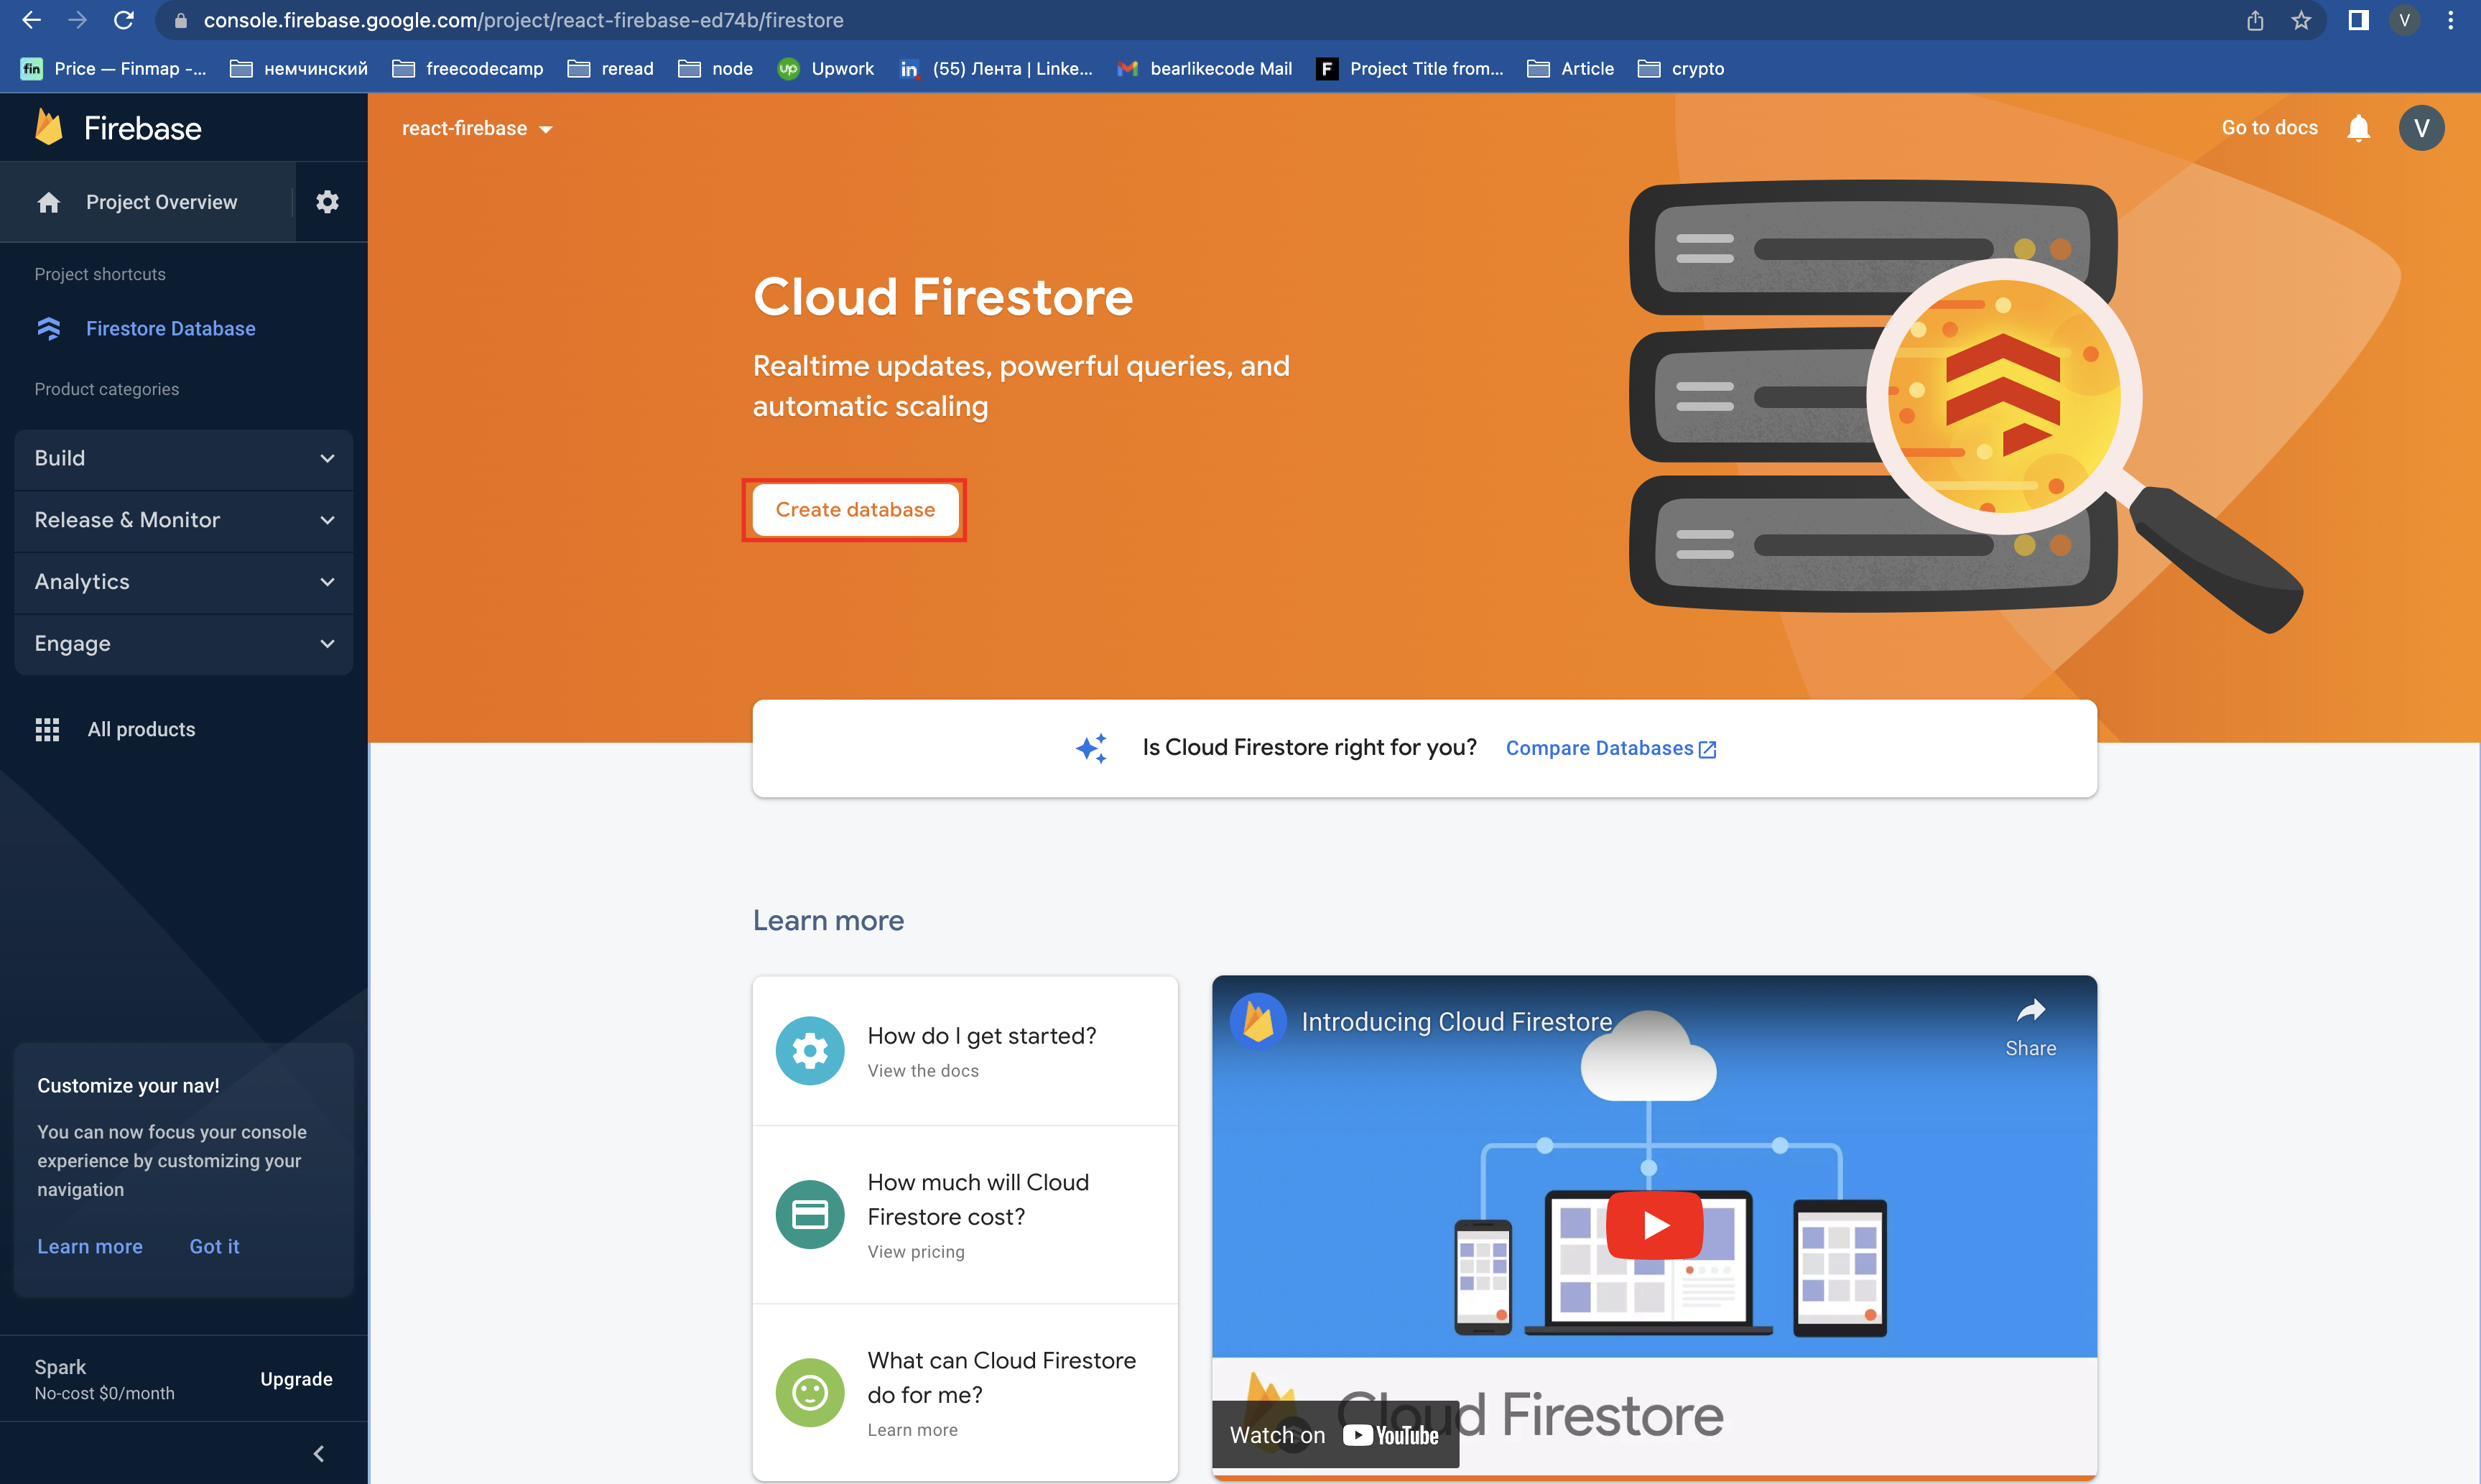 console.firebase.google.com/project/react-firebase-ed74b/firestore
V
fin Price — Finmap -...
немчинский
freecodecamp
reread
node
up Upwork
in (55) Лента | Linke...
bearlikecode Mail
F Project Title from...
Article
crypto
Firebase
react-firebase
Go to docs
V
Project Overview
Project shortcuts
Firestore Database
Product categories
Build
Release & Monitor
Analytics
Engage
All products
Customize your nav!
You can now focus your console
experience by customizing your
navigation
Learn more
Got it
Spark
No-cost $0/month
Upgrade
Cloud Firestore
Realtime updates, powerful queries, and
automatic scaling
Create database
Is Cloud Firestore right for you?
Compare Databases
Learn more
How do I get started?
View the docs
How much will Cloud
Firestore cost?
View pricing
What can Cloud Firestore
do for me?
Learn more
Introducing Cloud Firestore
Share
Cloud Firestore
Watch on YouTube